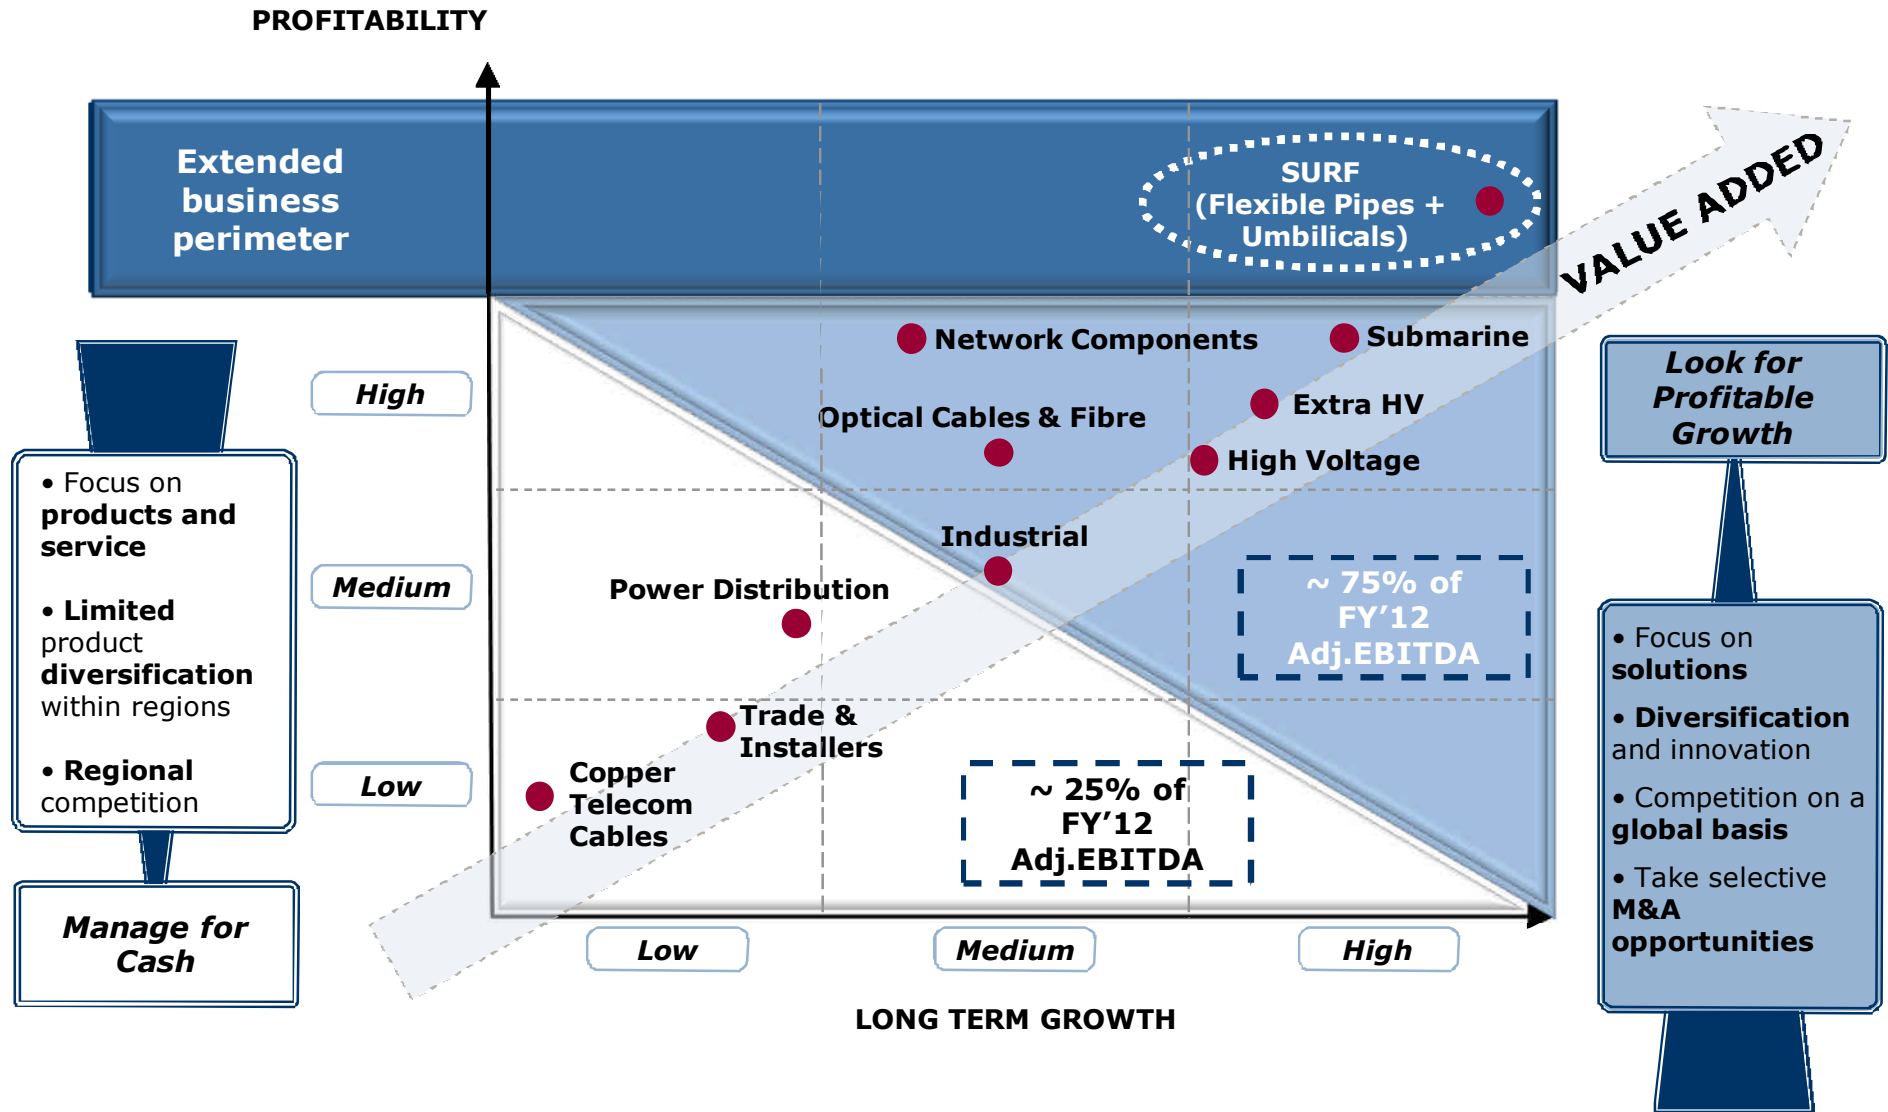 PROFITABILITY
Extended
business
perimeter
SURF
(Flexible Pipes +
Umbilicals)
VALUE ADDED
Network Components
Submarine
Extra HV
Optical Cables & Fibre
High Voltage
Industrial
Power Distribution
Trade &
Installers
Copper
Telecom
Cables
~ 75% of
FY’12
Adj.EBITDA
~ 25% of
FY’12
Adj.EBITDA
High
Medium
Low
Low
Medium
High
LONG TERM GROWTH
• Focus on
products and
service
• Limited
product
diversification
within regions
• Regional
competition
Manage for
Cash
Look for
Profitable
Growth
• Focus on
solutions
• Diversification
and innovation
• Competition on a
global basis
• Take selective
M&A
opportunities